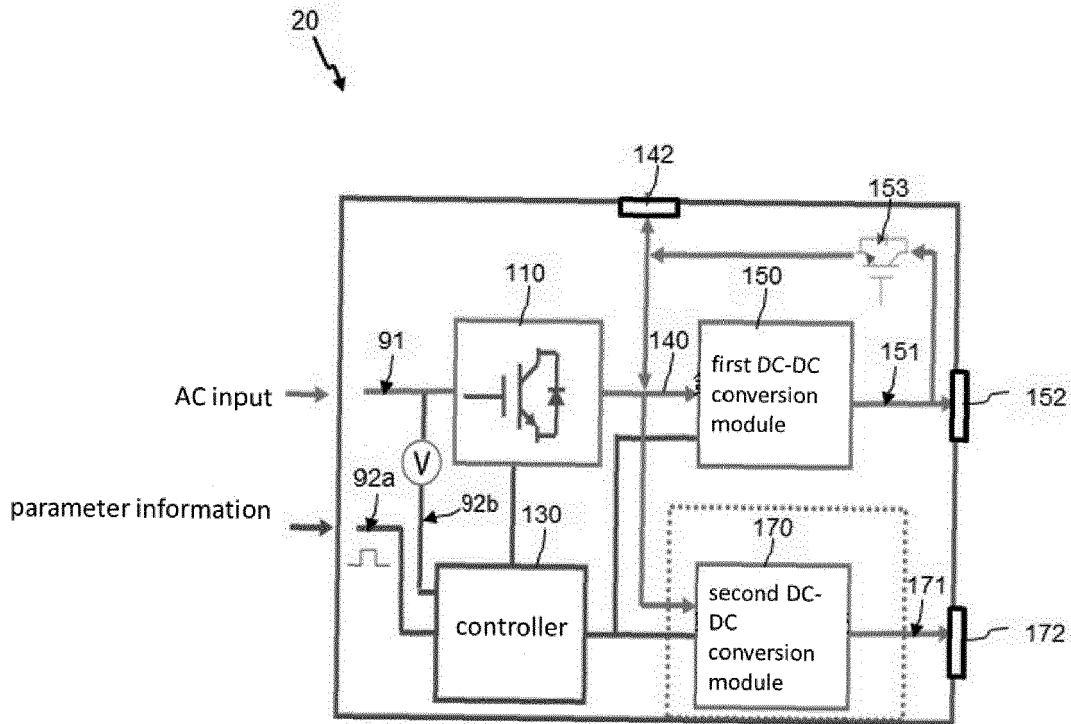 20
142
153
110
150
91
140
first DC-DC
conversion
module
151
AC input
152
V
92a
parameter information
92b
130
170
controller
second DC-
DC
conversion
module
171
172